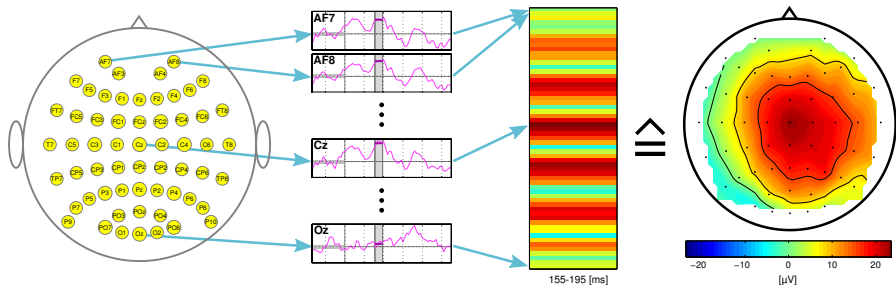 AF7 AF8
AF3 AF4
F7 F5 F3 F1 Fz F2 F4 F6 F8
FT7 FC5 FC3 FC1 FCz FC2 FC4 FC6 FT8
T7 C5 C3 C1 Cz C2 C4 C6 T8
TP7 CP5 CP3 CP1 CPz CP2 CP4 CP6 TP8
P9 P7 P5 P3 P1 Pz P2 P4 P6 P8 P10
PO7 PO3 POz PO4 PO8
O1 Oz O2
AF7
AF8
Cz
Oz
155-195 [ms]
≙
−20 −10 0 10 20
[µV]